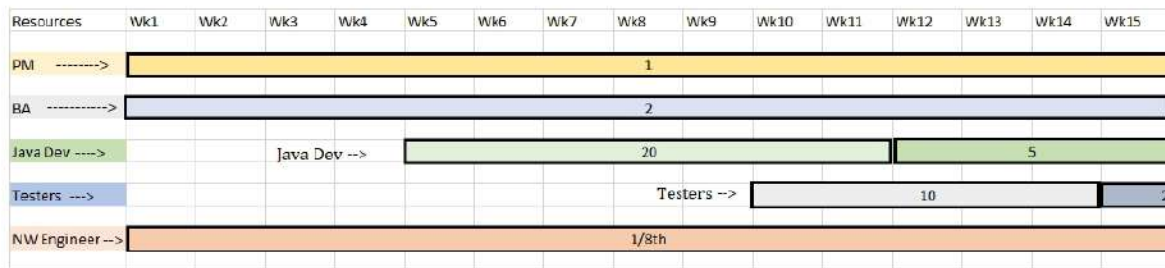 Resources Wk1 Wk2 Wk3 Wk4 Wk5 Wk6 Wk7 Wk8 Wk9 Wk10 Wk11 Wk12 Wk13 Wk14 Wk15
PM --------> 1
BA -----------> 2
Java Dev ----> Java Dev --> 20 5
Testers ---> Testers --> 10
NW Engineer --> 1/8th